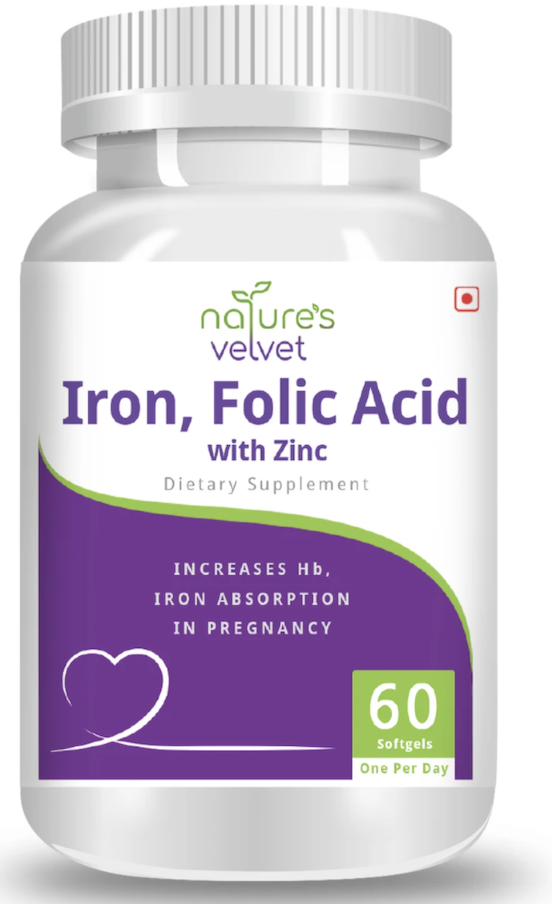 nature's
velvet
Iron, Folic Acid
with Zinc
Dietary Supplement
INCREASES Hb,
IRON ABSORPTION
IN PREGNANCY
60
Softgels
One Per Day